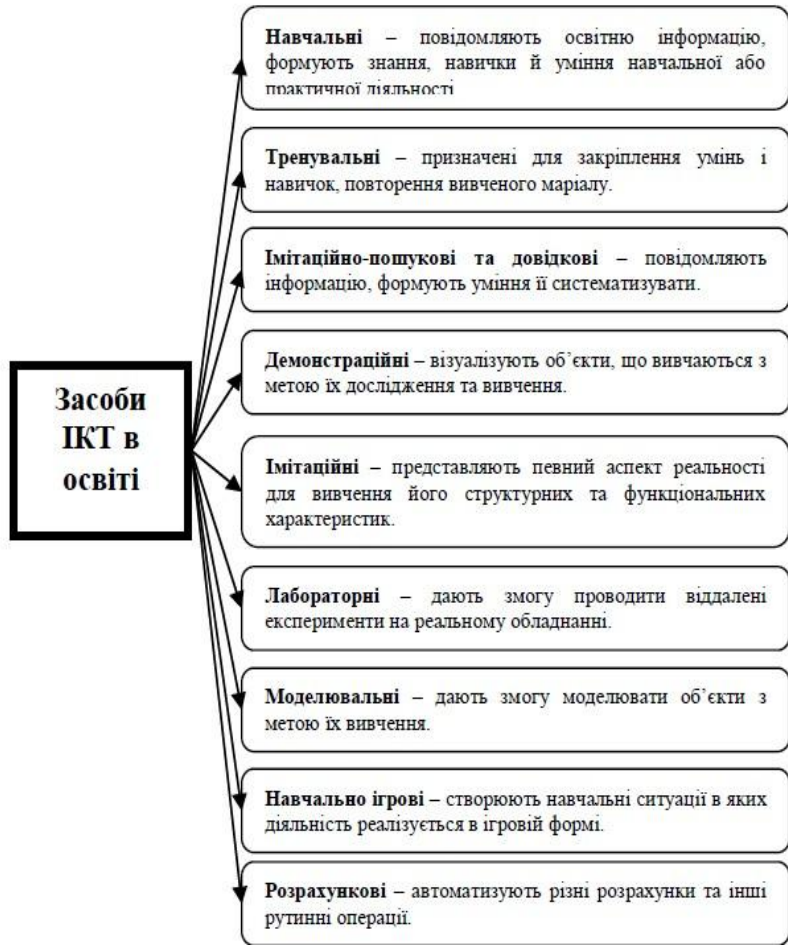 Навчальні – повідомляють освітню інформацію,
формують знання, навички й уміння навчальної або
практичної діяльності
Тренувальні – призначені для закріплення умінь і
навичок, повторення вивченого маріалу.
Імітаційно-пошукові та довідкові – повідомляють
інформацію, формують уміння її систематизувати.
Демонстраційні – візуалізують об’єкти, що вивчаються з
метою їх дослідження та вивчення.
Засоби
ІКТ в
освіті
Імітаційні – представляють певний аспект реальності
для вивчення його структурних та функціональних
характеристик.
Лабораторні – дають змогу проводити віддалені
експерименти на реальному обладнанні.
Моделювальні – дають змогу моделювати об’єкти з
метою їх вивчення.
Навчально ігрові – створюють навчальні ситуації в яких
діяльність реалізується в ігровій формі.
Розрахункові – автоматизують різні розрахунки та інші
рутинні операції.